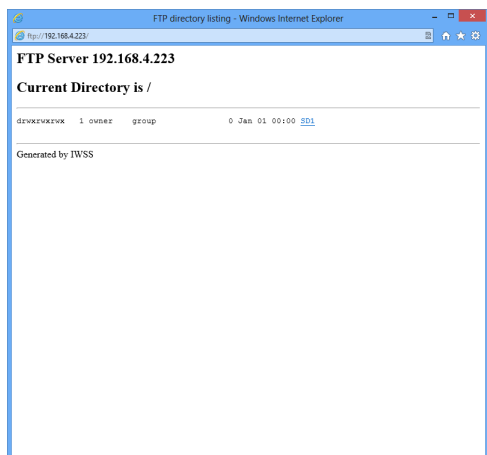 FTP directory listing - Windows Internet Explorer
ftp://192.168.4.223/
FTP Server 192.168.4.223
Current Directory is /
drwxrwxrwx 1 owner group 0 Jan 01 00:00 SD1
Generated by IWSS